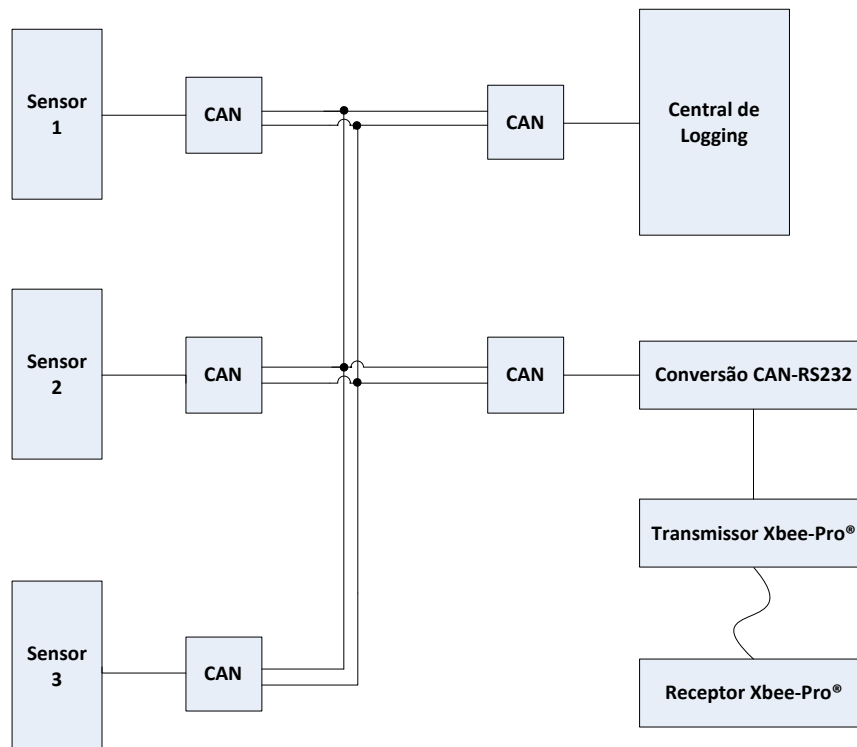 Sensor
1
CAN
CAN
Central de
Logging
Sensor
2
CAN
CAN
Conversão CAN-RS232
Transmissor Xbee-Pro®
Sensor
3
CAN
Receptor Xbee-Pro®